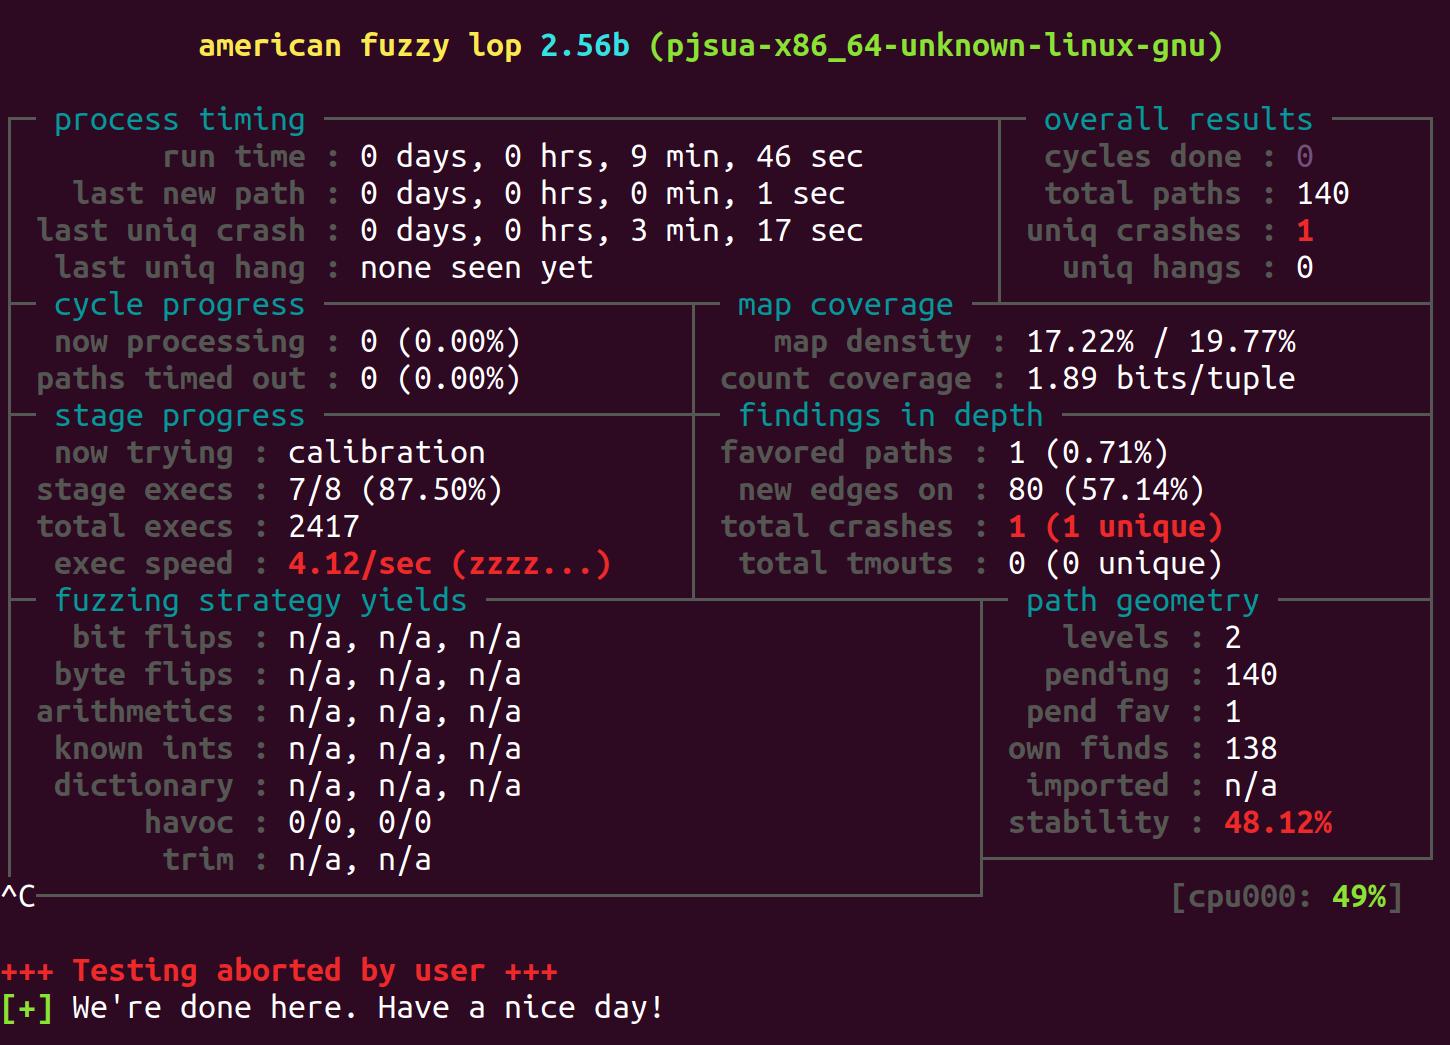 american fuzzy lop 2.56b (pjsua-x86_64-unknown-linux-gnu)
process timing overall results
run time : 0 days, 0 hrs, 9 min, 46 sec cycles done : 0
last new path : 0 days, 0 hrs, 0 min, 1 sec total paths : 140
last uniq crash : 0 days, 0 hrs, 3 min, 17 sec uniq crashes : 1
last uniq hang : none seen yet uniq hangs : 0
cycle progress map coverage
now processing : 0 (0.00%) map density : 17.22% / 19.77%
paths timed out : 0 (0.00%) count coverage : 1.89 bits/tuple
stage progress findings in depth
now trying : calibration favored paths : 1 (0.71%)
stage execs : 7/8 (87.50%) new edges on : 80 (57.14%)
total execs : 2417 total crashes : 1 (1 unique)
exec speed : 4.12/sec (zzzz...) total tmouts : 0 (0 unique)
fuzzing strategy yields path geometry
bit flips : n/a, n/a, n/a levels : 2
byte flips : n/a, n/a, n/a pending : 140
arithmetics : n/a, n/a, n/a pend fav : 1
known ints : n/a, n/a, n/a own finds : 138
dictionary : n/a, n/a, n/a imported : n/a
havoc : 0/0, 0/0 stability : 48.12%
trim : n/a, n/a
^C [cpu000: 49%]
+++ Testing aborted by user +++
[+] We're done here. Have a nice day!